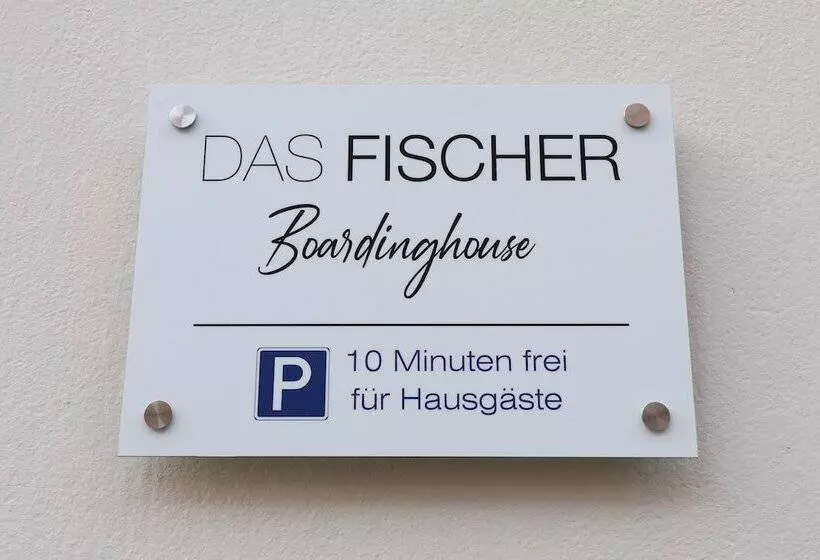 DAS FISCHER
Boardinghouse
P 10 Minuten frei
für Hausgäste